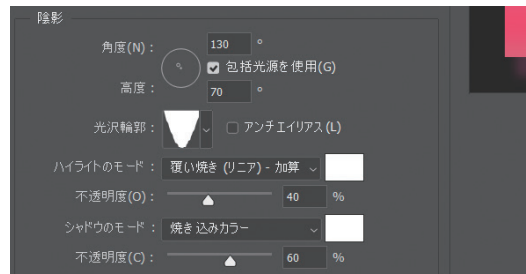 陰影
角度(N)： 130 °
包括光源を使用(G)
高度： 70 °
光沢輪郭： アンチエイリアス(L)
ハイライトのモード： 覆い焼き (リニア) - 加算
不透明度(O)： 40 %
シャドウのモード： 焼き込みカラー
不透明度(C)： 60 %